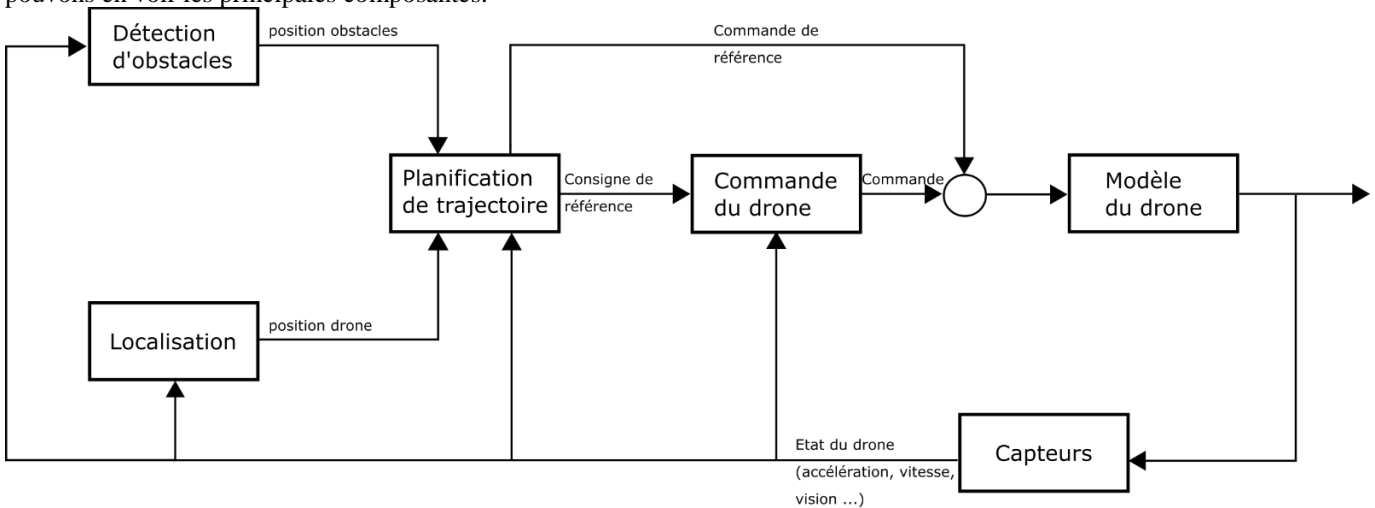 pouvons en voir les principales composantes.
Détection
d'obstacles
position obstacles
Commande de
référence
Planification
de trajectoire
Consigne de
référence
Commande
du drone
Commande
Modèle
du drone
Localisation
position drone
Etat du drone
(accélération, vitesse,
vision ...)
Capteurs